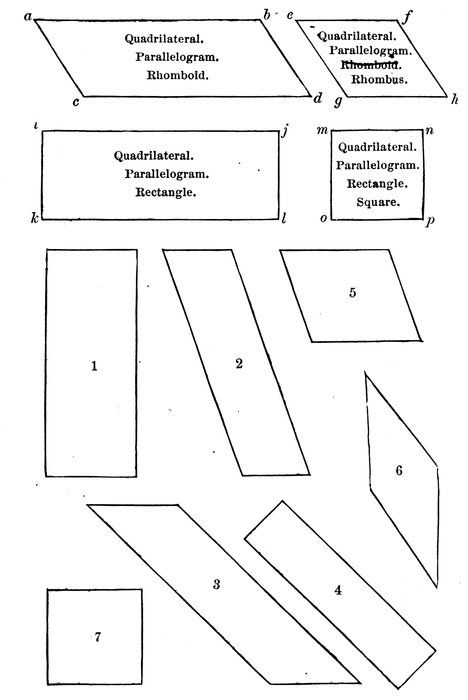 a b
Quadrilateral.
Parallelogram.
Rhomboid.
c d
e f
Quadrilateral.
Parallelogram.
Rhomboid.
Rhombus.
g h
i j
Quadrilateral.
Parallelogram.
Rectangle.
k l
m n
Quadrilateral.
Parallelogram.
Rectangle.
Square.
o p
1
2
5
6
3
4
7